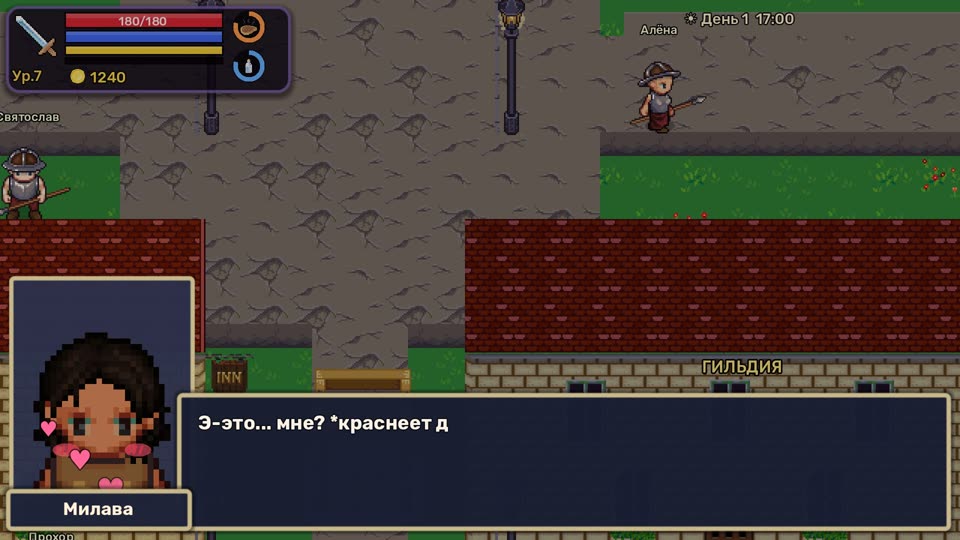 180/180
Ур.7
1240
День 1 17:00
Алёна
Святослав
INN
ГИЛЬДИЯ
Э-это... мне? *краснеет д
Милава
Прохор